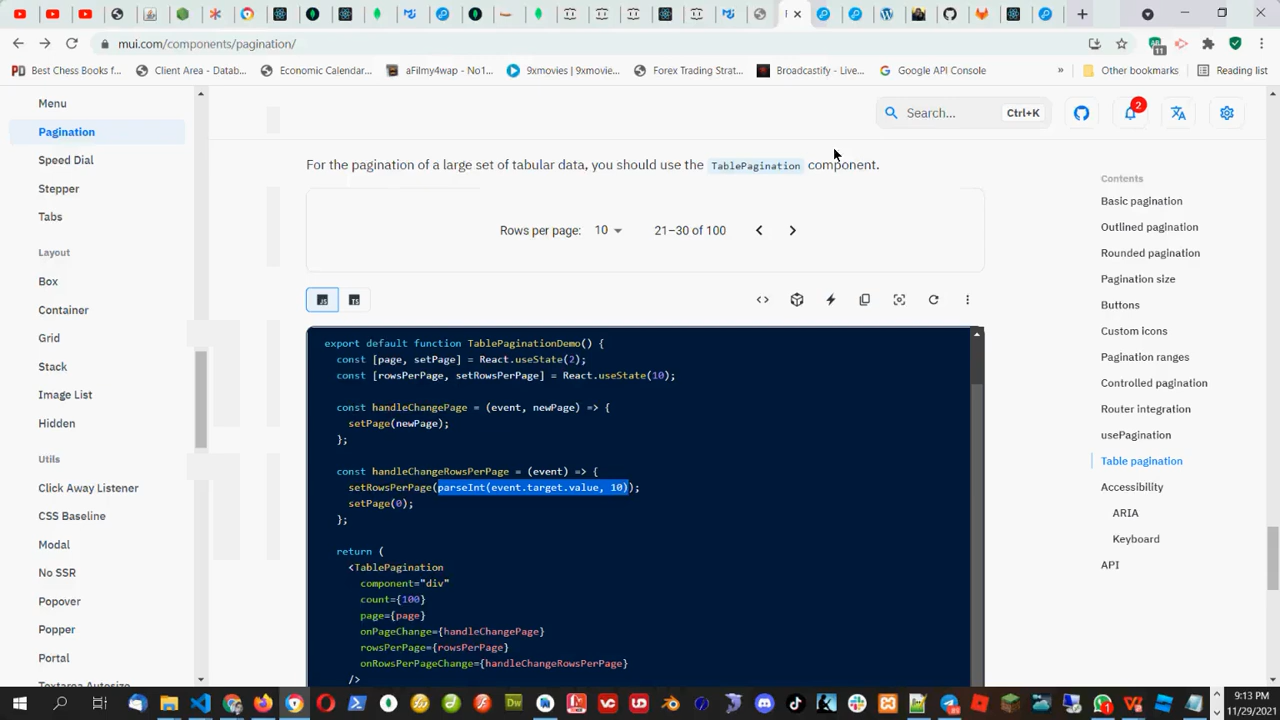 mui.com/components/pagination/
11
Best Chess Books f...
Client Area - Datab...
Economic Calendar...
aFilmy4wap - No1...
9xmovies | 9xmovie...
Forex Trading Strat...
Broadcastify - Live...
Google API Console
»
Other bookmarks
Reading list
Menu
Pagination
Speed Dial
Stepper
Tabs
Layout
Box
Container
Grid
Stack
Image List
Hidden
Utils
Click Away Listener
CSS Baseline
Modal
No SSR
Popover
Popper
Portal
Textarea Autosize
Search...
Ctrl+K
2
For the pagination of a large set of tabular data, you should use the TablePagination component.
Rows per page: 10 21–30 of 100
JS
TS
export default function TablePaginationDemo() {
const [page, setPage] = React.useState(2);
const [rowsPerPage, setRowsPerPage] = React.useState(10);
const handleChangePage = (event, newPage) => {
setPage(newPage);
};
const handleChangeRowsPerPage = (event) => {
setRowsPerPage(parseInt(event.target.value, 10));
setPage(0);
};
return (
<TablePagination
component="div"
count={100}
page={page}
onPageChange={handleChangePage}
rowsPerPage={rowsPerPage}
onRowsPerPageChange={handleChangeRowsPerPage}
/>
Contents
Basic pagination
Outlined pagination
Rounded pagination
Pagination size
Buttons
Custom icons
Pagination ranges
Controlled pagination
Router integration
usePagination
Table pagination
Accessibility
ARIA
Keyboard
API
9:13 PM
11/29/2021